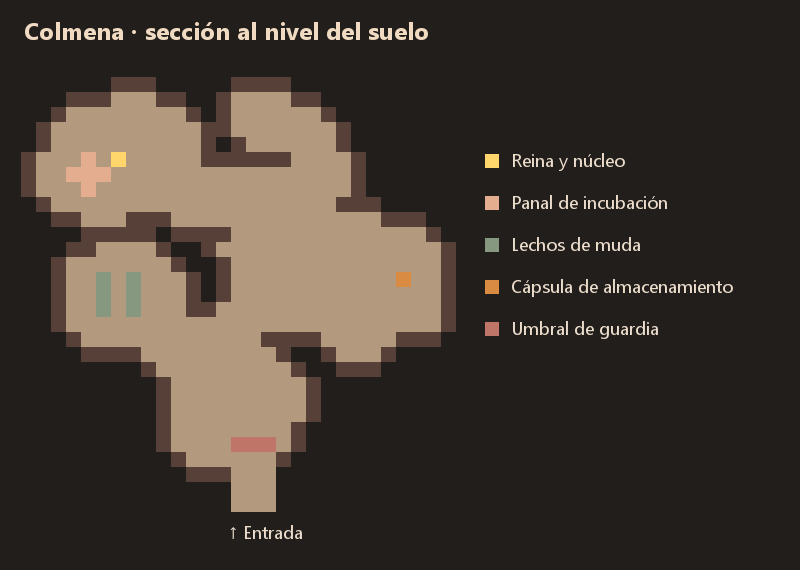 Colmena · sección al nivel del suelo
Reina y núcleo
Panal de incubación
Lechos de muda
Cápsula de almacenamiento
Umbral de guardia
↑ Entrada